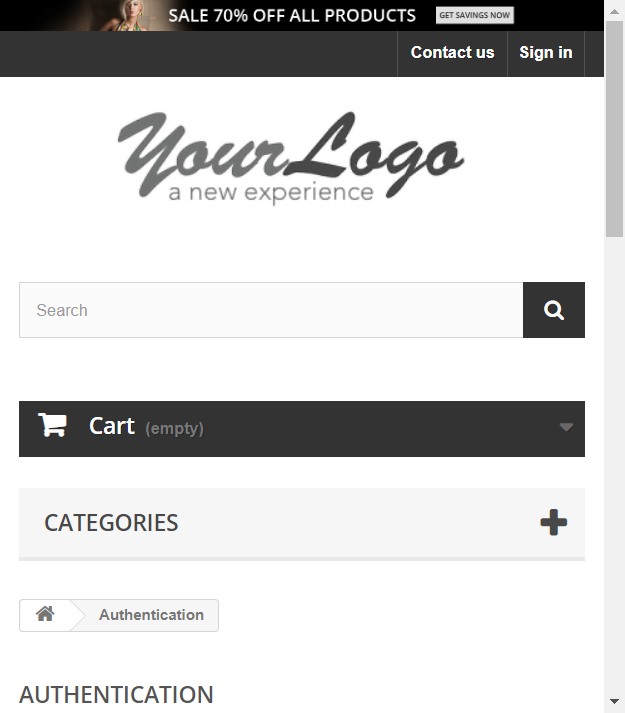 SALE 70% OFF ALL PRODUCTS GET SAVINGS NOW
Contact us Sign in
YourLogo
a new experience
Search
Cart (empty)
CATEGORIES
Authentication
AUTHENTICATION